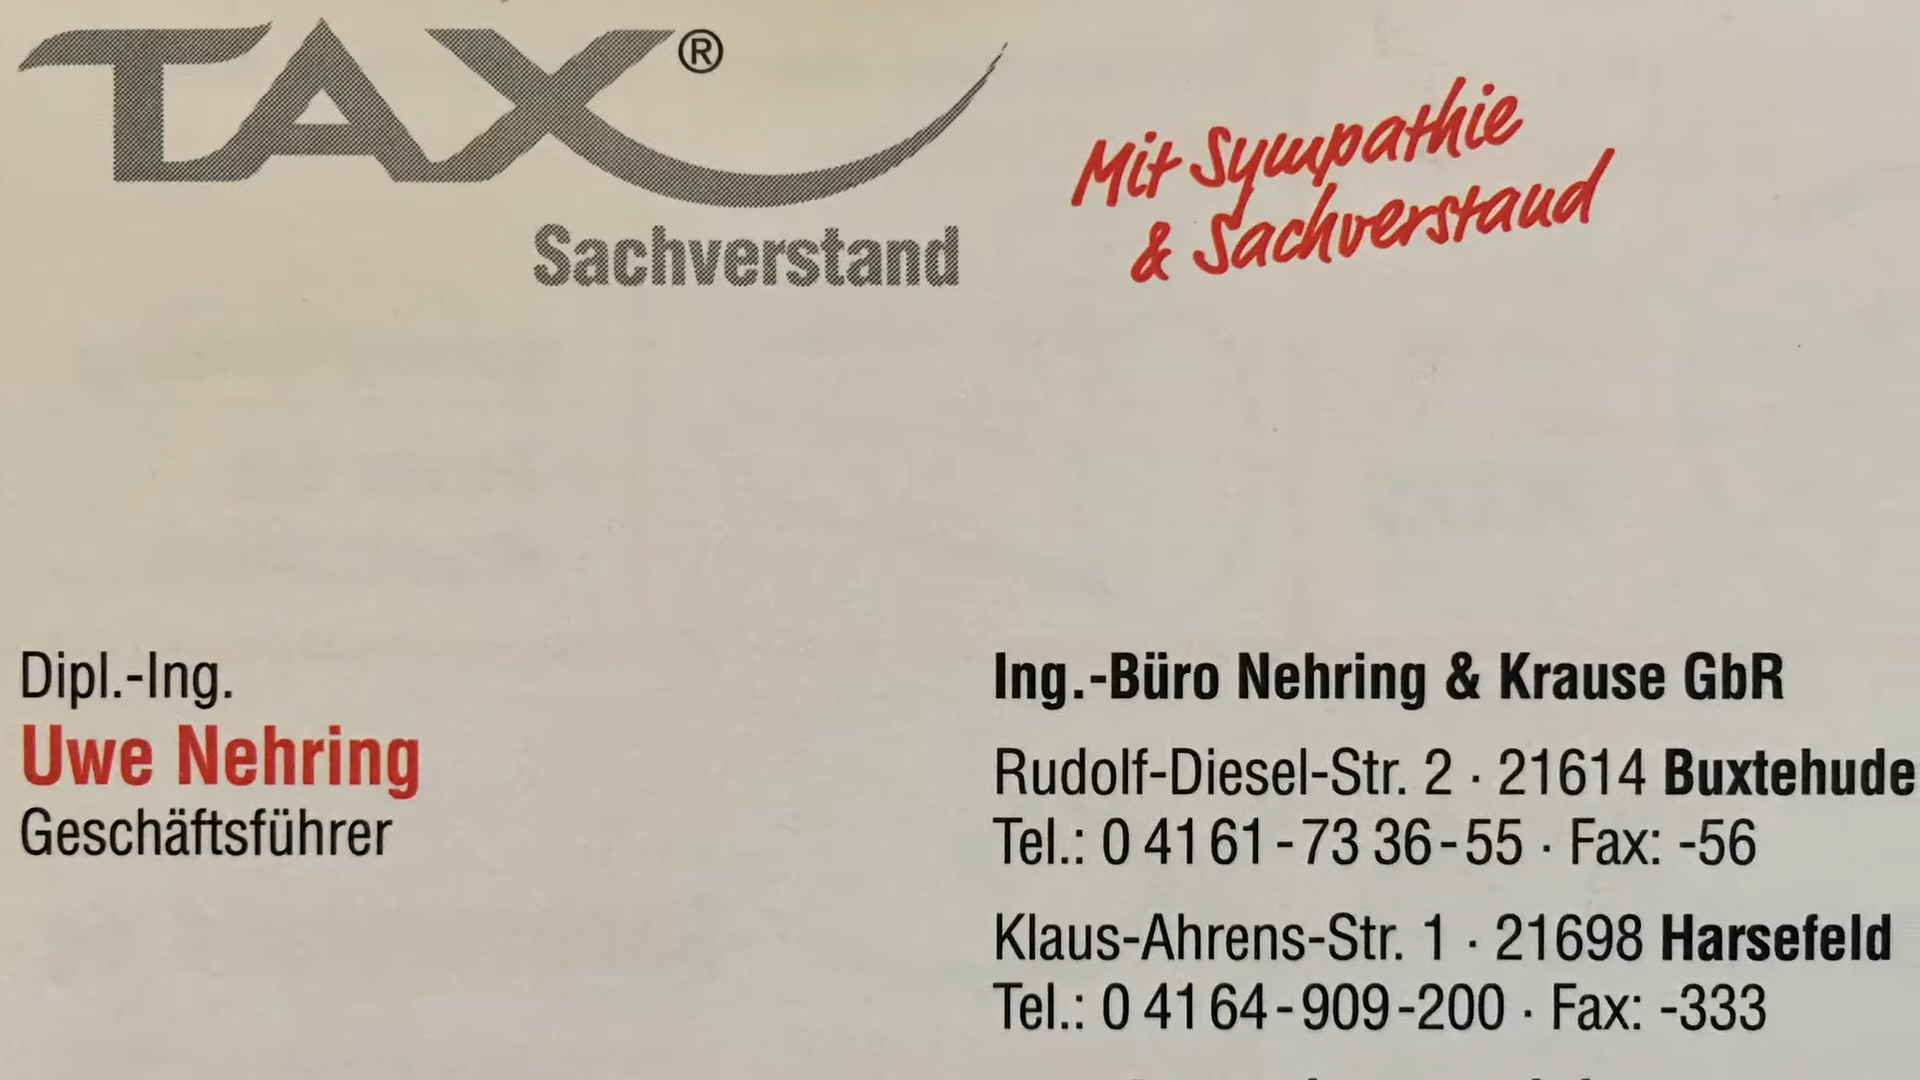 TAX®
Sachverstand
Mit Sympathie
& Sachverstand
Dipl.-Ing.
Uwe Nehring
Geschäftsführer
Ing.-Büro Nehring & Krause GbR
Rudolf-Diesel-Str. 2 · 21614 Buxtehude
Tel.: 0 41 61 - 73 36 - 55 · Fax: -56
Klaus-Ahrens-Str. 1 · 21698 Harsefeld
Tel.: 0 41 64 - 909 -200 · Fax: -333